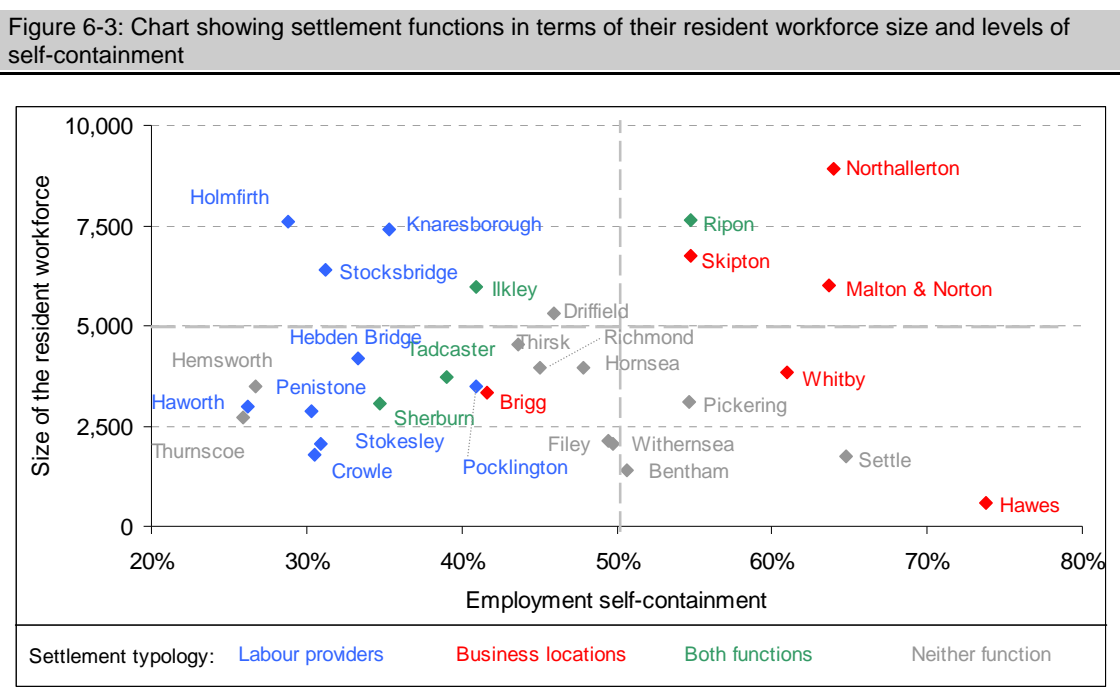 Figure 6-3: Chart showing settlement functions in terms of their resident workforce size and levels of
self-containment
Size of the resident workforce
10,000
7,500
5,000
2,500
0
Northallerton
Holmfirth
Knaresborough
Ripon
Skipton
Stocksbridge
Ilkley
Malton & Norton
Driffield
Hebden Bridge
Thirsk
Richmond
Tadcaster
Hemsworth
Hornsea
Whitby
Penistone
Haworth
Brigg
Pickering
Sherburn
Stokesley
Filey
Withernsea
Thurnscoe
Settle
Crowle
Pocklington
Bentham
Hawes
20%
30%
40%
50%
60%
70%
80%
Employment self-containment
Settlement typology: Labour providers Business locations Both functions Neither function